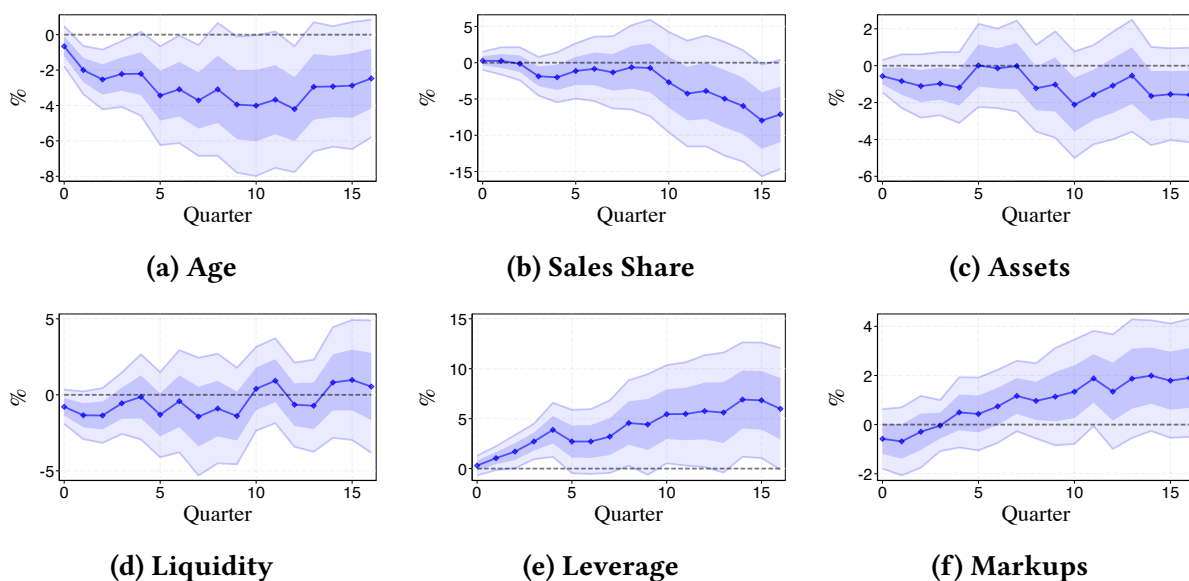 %
0
-2
-4
-6
-8
0 5 10 15
Quarter
(a) Age
%
5
0
-5
-10
-15
0 5 10 15
Quarter
(b) Sales Share
%
2
0
-2
-4
-6
0 5 10 15
Quarter
(c) Assets
%
5
0
-5
0 5 10 15
Quarter
(d) Liquidity
%
15
10
5
0
0 5 10 15
Quarter
(e) Leverage
%
4
2
0
-2
0 5 10 15
Quarter
(f) Markups